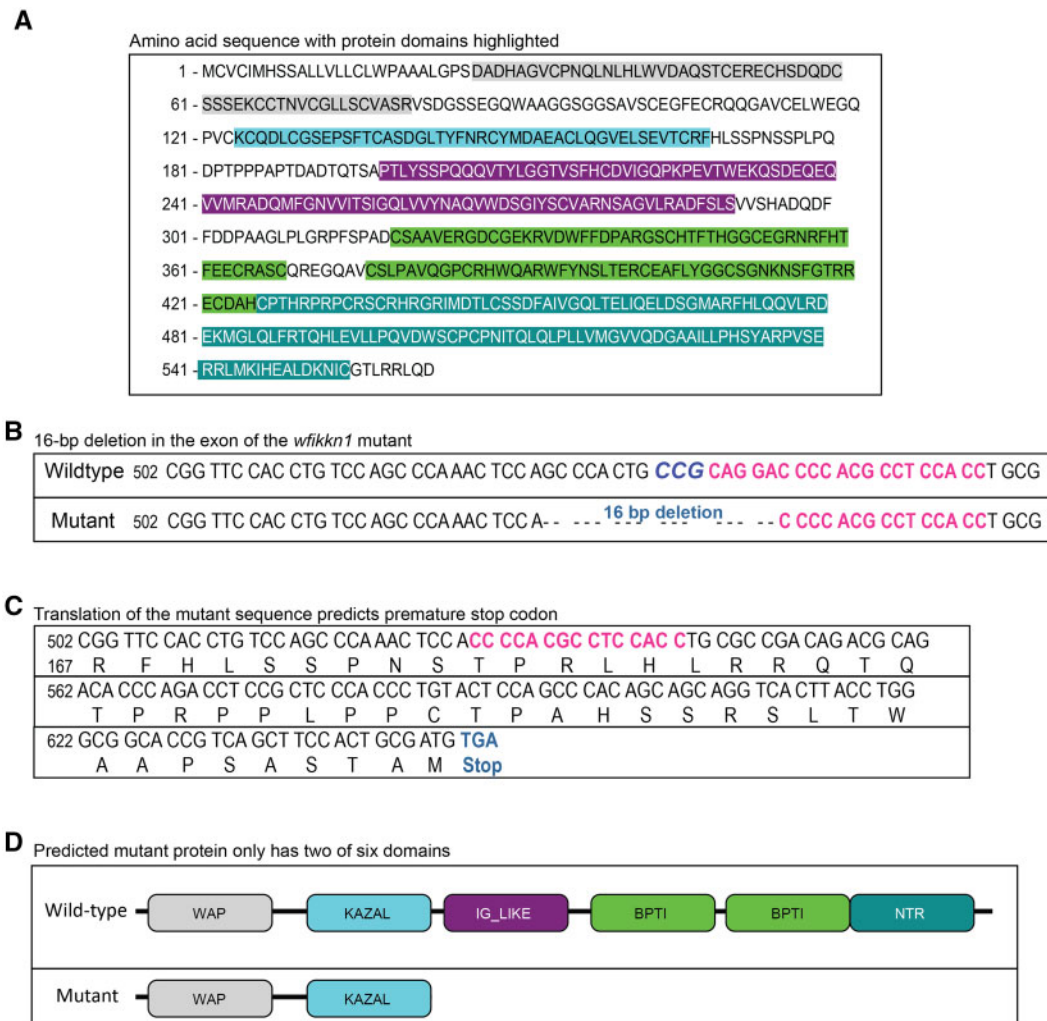 A
Amino acid sequence with protein domains highlighted
1 - MCVCIMHSSALLVLLCLWPAAALGPSDADHAGVCPNQLNLHLWVDAQSTCERECHSDQDC
61 - SSSEKCCTNVCGLLSCVASRVSDGSSEGQWAAGGSGGSAVSCEGFECRQQGAVCELWEGQ
121 - PVCKCQDLCGSEPSFTCASDGLTYFNRCYMDAEACLQGVELSEVTCRFHLSSPNSSPLPQ
181 - DPTPPPAPTDADTQTSAPTLYSSPQQQVTYLGGTVSFHCDVIGQPKPEVTWEKQSDEQEQ
241 - VVMRADQMFGNVVITSIGQLVVYNAQVWDSGIYSCVARNSAGVLRADFSLSVVSHADQDF
301 - FDDPAAGLPLGRPFSPADCSAAVERGDCGEKRVDWFFDPARGSCHTFTHGGCEGRNRFHT
361 - FEECRASCQREGQAVCSLPAVQGPCRHWQARWFYNSLTERCEAFLYGGCSGNKNSFGTRR
421 - ECDAHCPTHRPRPCRSCRHRGRIMDTLCSSDFAIVGQLTELIQELDSGMARFHLQQVLRD
481 - EKMGLQLFRTQHLEVLLPQVDWSCPCPNITQLQLPLLVMGVVQDGAAILLPHSYARPVSE
541 - RRLMKIHEALDKNICGTLRRLQD
B
16-bp deletion in the exon of the wfikkn1 mutant
Wildtype 502 CGG TTC CAC CTG TCC AGC CCA AAC TCC AGC CCA CTG CCG CAG GAC CCC ACG CCT CCA CCT GCG
Mutant 502 CGG TTC CAC CTG TCC AGC CCA AAC TCC A-- --- --- --- --- -- C CCC ACG CCT CCA CCT GCG
16 bp deletion
C
Translation of the mutant sequence predicts premature stop codon
502 CGG TTC CAC CTG TCC AGC CCA AAC TCC ACC CCA CGC CTC CAC CTG CGC CGA CAG ACG CAG
167 R F H L S S P N S T P R L H L R R Q T Q
562 ACA CCC AGA CCT CCG CTC CCA CCC TGT ACT CCA GCC CAC AGC AGC AGG TCA CTT ACC TGG
T P R P P L P P C T P A H S S R S L T W
622 GCG GCA CCG TCA GCT TCC ACT GCG ATG TGA
A A P S A S T A M Stop
D
Predicted mutant protein only has two of six domains
Wild-type WAP KAZAL IG_LIKE BPTI BPTI NTR
Mutant WAP KAZAL